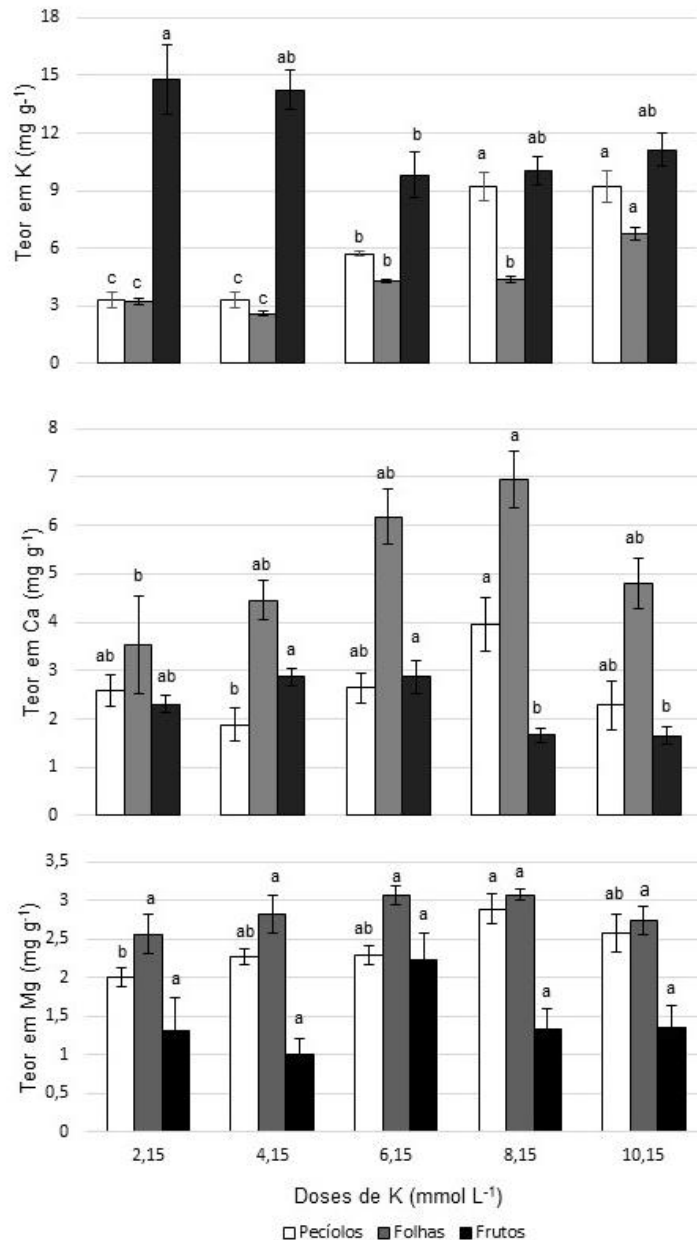 18
15
12
9
6
3
0
Teor em K (mg g⁻¹)
c c a
c c ab
b b b
a b ab
a a ab
8
7
6
5
4
3
2
1
0
Teor em Ca (mg g⁻¹)
ab b ab
b ab a
ab ab a
a a b
ab ab b
3,5
3
2,5
2
1,5
1
0,5
0
Teor em Mg (mg g⁻¹)
b a a
ab a a
ab a a
a a a
ab a a
2,15 4,15 6,15 8,15 10,15
Doses de K (mmol L⁻¹)
Pecíolos Folhas Frutos